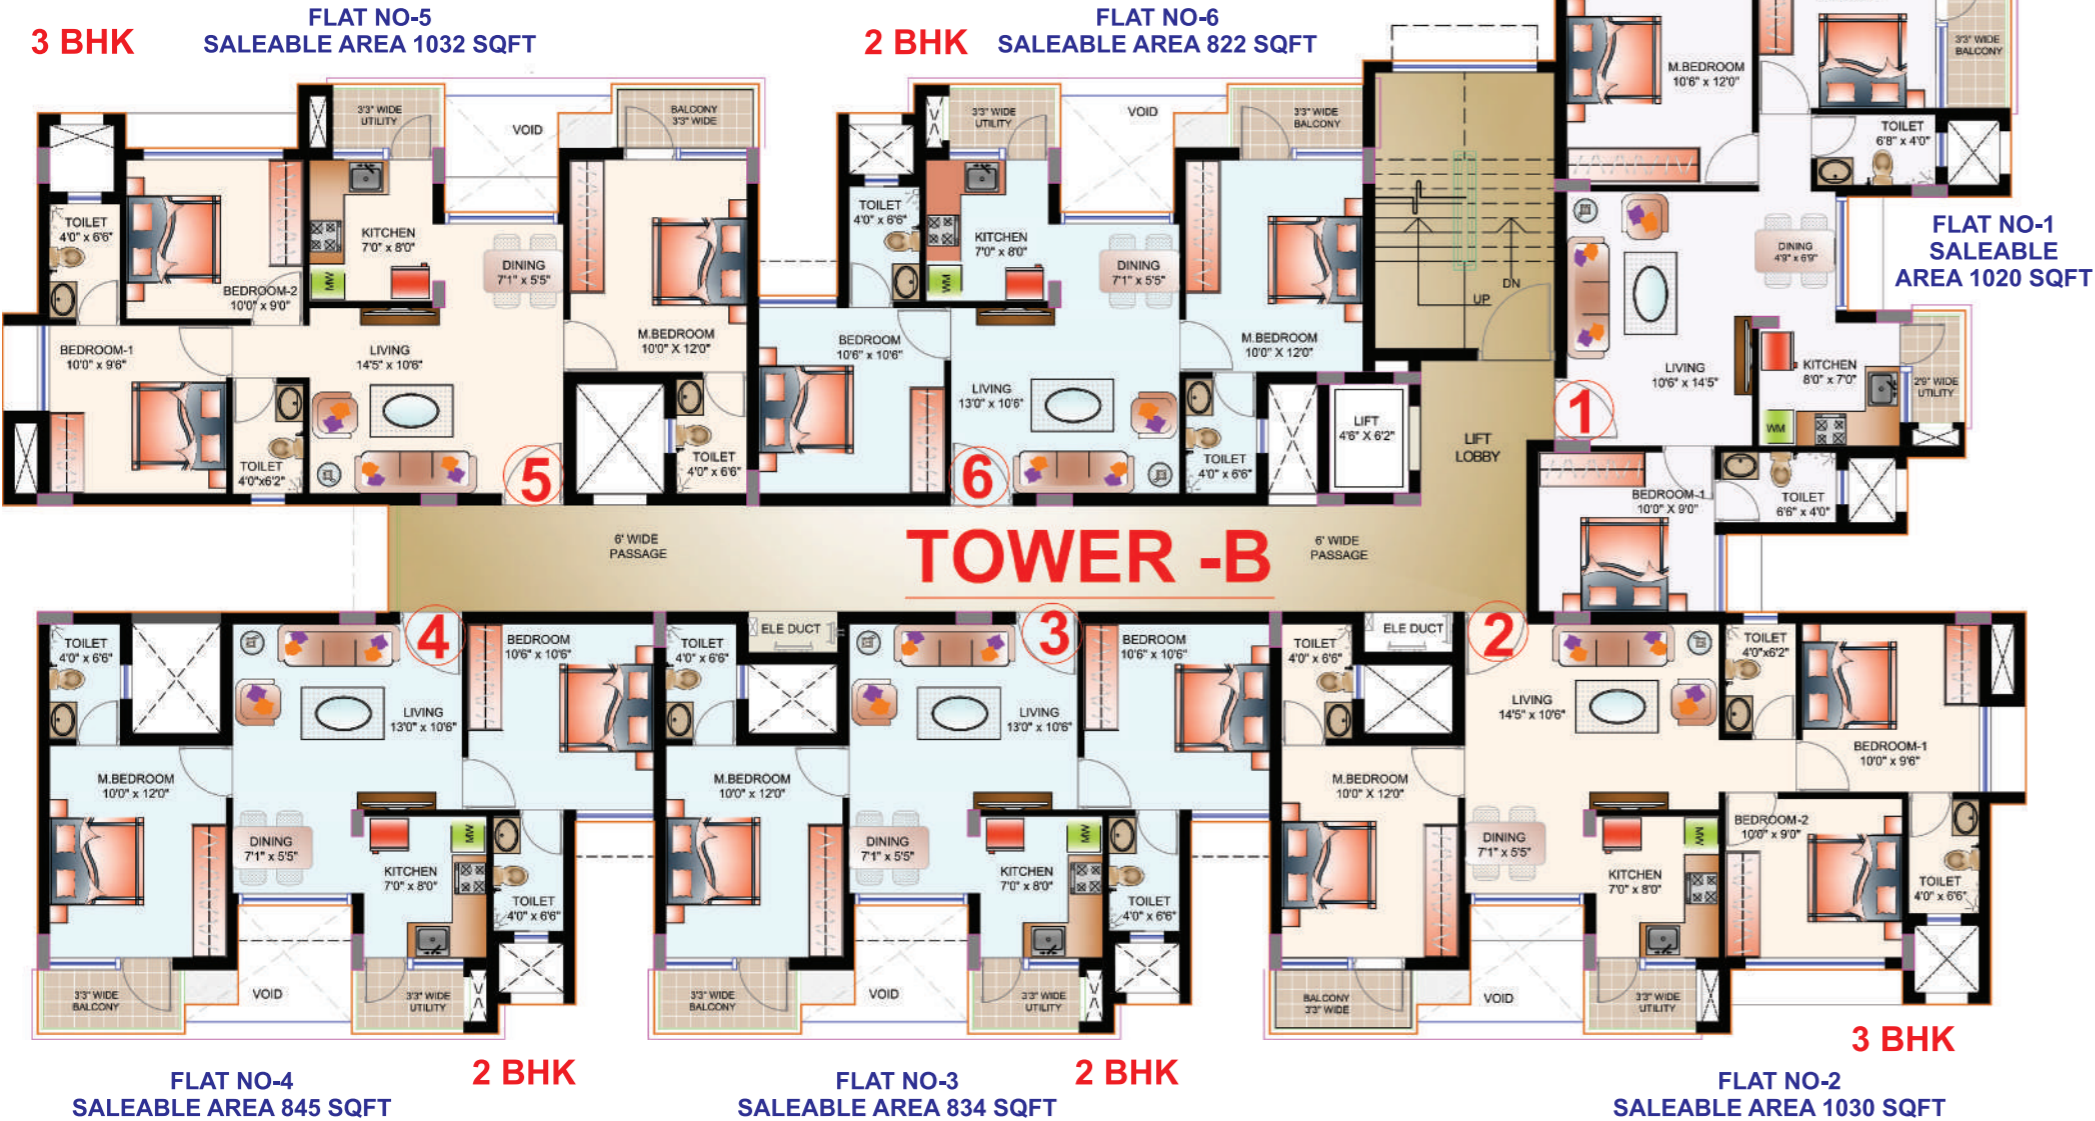 FLAT NO-5
3 BHK
SALEABLE AREA 1032 SQFT
FLAT NO-6
2 BHK
SALEABLE AREA 822 SQFT
3'3" WIDE
UTILITY
VOID
BALCONY
3'3" WIDE
TOILET
4'0" x 6'6"
KITCHEN
7'0" x 8'0"
MW
DINING
7'1" x 5'5"
BEDROOM-2
10'0" x 9'0"
M.BEDROOM
10'0" X 12'0"
BEDROOM-1
10'0" x 9'6"
LIVING
14'5" x 10'6"
TOILET
4'0"x6'2"
TOILET
4'0" x 6'6"
5
3'3" WIDE
UTILITY
VOID
3'3" WIDE
BALCONY
TOILET
4'0" x 6'6"
KITCHEN
7'0" x 8'0"
WM
DINING
7'1" x 5'5"
BEDROOM
10'6" x 10'6"
M.BEDROOM
10'0" X 12'0"
LIVING
13'0" x 10'6"
TOILET
4'0" x 6'6"
6
LIFT
4'6" X 6'2"
LIFT
LOBBY
UP
DN
M.BEDROOM
10'6" x 12'0"
3'3" WIDE
BALCONY
TOILET
6'8" x 4'0"
DINING
4'9" x 6'9"
FLAT NO-1
SALEABLE
AREA 1020 SQFT
LIVING
10'6" x 14'5"
KITCHEN
8'0" x 7'0"
2'9" WIDE
UTILITY
WM
1
BEDROOM-1
10'0" X 9'0"
TOILET
6'6" x 4'0"
6' WIDE
PASSAGE
TOWER -B
6' WIDE
PASSAGE
TOILET
4'0" x 6'6"
4
BEDROOM
10'6" x 10'6"
LIVING
13'0" x 10'6"
M.BEDROOM
10'0" x 12'0"
DINING
7'1" x 5'5"
MW
KITCHEN
7'0" x 8'0"
TOILET
4'0" x 6'6"
3'3" WIDE
BALCONY
VOID
3'3" WIDE
UTILITY
TOILET
4'0" x 6'6"
ELE DUCT
3
BEDROOM
10'6" x 10'6"
LIVING
13'0" x 10'6"
M.BEDROOM
10'0" x 12'0"
DINING
7'1" x 5'5"
MW
KITCHEN
7'0" x 8'0"
TOILET
4'0" x 6'6"
3'3" WIDE
BALCONY
VOID
3'3" WIDE
UTILITY
TOILET
4'0" x 6'6"
ELE DUCT
2
TOILET
4'0"x6'2"
LIVING
14'5" x 10'6"
BEDROOM-1
10'0" x 9'6"
M.BEDROOM
10'0" X 12'0"
DINING
7'1" x 5'5"
MW
BEDROOM-2
10'0" x 9'0"
KITCHEN
7'0" x 8'0"
TOILET
4'0" x 6'6"
BALCONY
3'3" WIDE
VOID
3'3" WIDE
UTILITY
2 BHK
2 BHK
3 BHK
FLAT NO-4
SALEABLE AREA 845 SQFT
FLAT NO-3
SALEABLE AREA 834 SQFT
FLAT NO-2
SALEABLE AREA 1030 SQFT